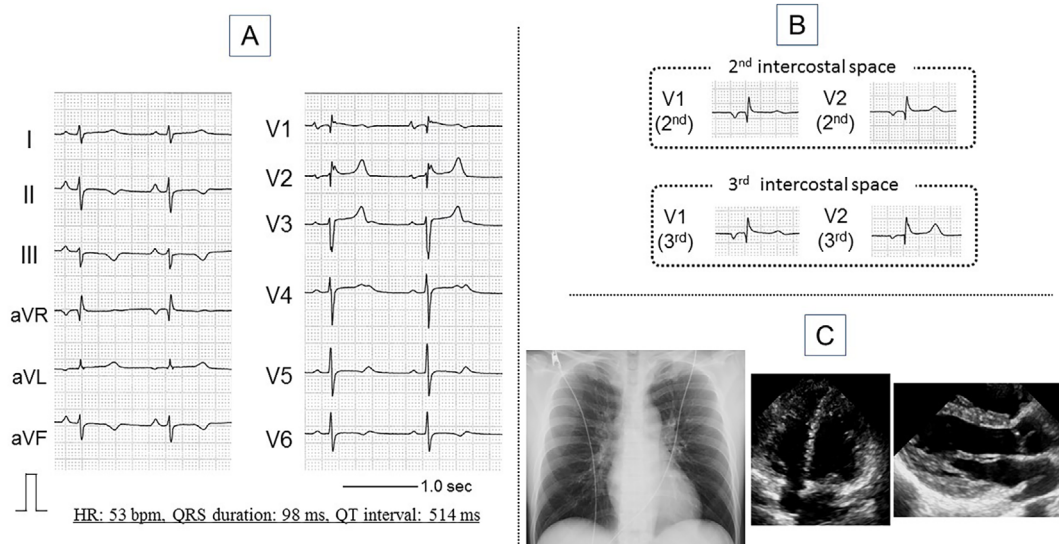 A
I
II
III
aVR
aVL
aVF
V1
V2
V3
V4
V5
V6
1.0 sec
HR: 53 bpm, QRS duration: 98 ms, QT interval: 514 ms
B
2nd intercostal space
V1 (2nd)
V2 (2nd)
3rd intercostal space
V1 (3rd)
V2 (3rd)
C